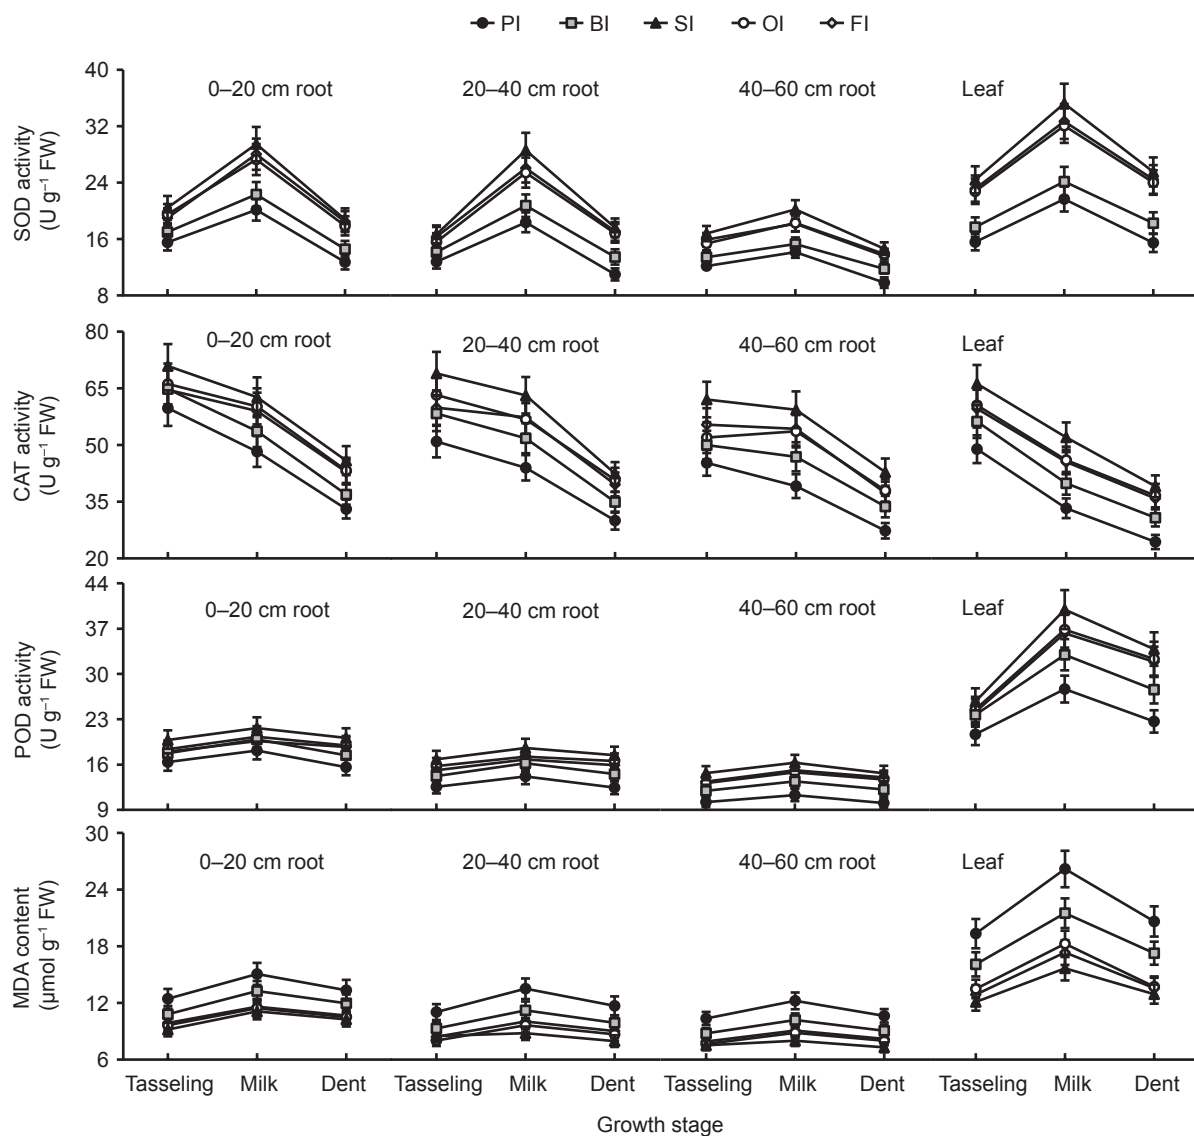 PI BI SI OI FI
SOD activity
(U g⁻¹ FW)
40
32
24
16
8
0–20 cm root
20–40 cm root
40–60 cm root
Leaf
CAT activity
(U g⁻¹ FW)
80
65
50
35
20
0–20 cm root
20–40 cm root
40–60 cm root
Leaf
POD activity
(U g⁻¹ FW)
44
37
30
23
16
9
0–20 cm root
20–40 cm root
40–60 cm root
Leaf
MDA content
(μmol g⁻¹ FW)
30
24
18
12
6
0–20 cm root
20–40 cm root
40–60 cm root
Leaf
Tasseling Milk Dent Tasseling Milk Dent Tasseling Milk Dent Tasseling Milk Dent
Growth stage